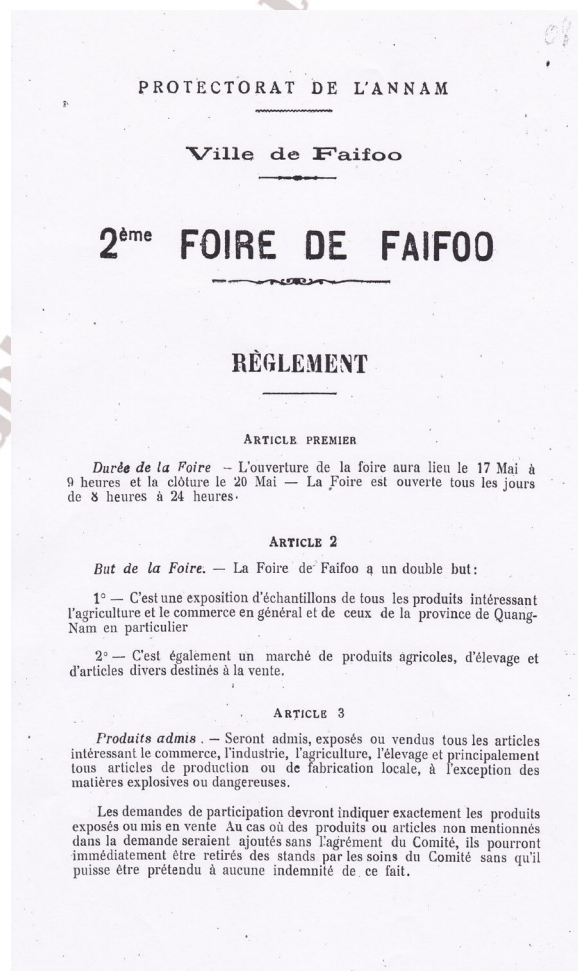 PROTECTORAT DE L'ANNAM
Ville de Faifoo
2ème FOIRE DE FAIFOO
RÈGLEMENT
ARTICLE PREMIER
Durée de la Foire – L'ouverture de la foire aura lieu le 17 Mai à
9 heures et la clôture le 20 Mai — La Foire est ouverte tous les jours
de 8 heures à 24 heures.
ARTICLE 2
But de la Foire. — La Foire de Faifoo a un double but :
1° — C'est une exposition d'échantillons de tous les produits intéressant
l'agriculture et le commerce en général et de ceux de la province de Quang-
Nam en particulier
2° — C'est également un marché de produits agricoles, d'élevage et
d'articles divers destinés à la vente.
ARTICLE 3
Produits admis . — Seront admis, exposés ou vendus tous les articles
intéressant le commerce, l'industrie, l'agriculture, l'élevage et principalement
tous articles de production ou de fabrication locale, à l'exception des
matières explosives ou dangereuses.
Les demandes de participation devront indiquer exactement les produits
exposés ou mis en vente Au cas où des produits ou articles non mentionnés
dans la demande seraient ajoutés sans l'agrément du Comité, ils pourront
immédiatement être retirés des stands par les soins du Comité sans qu'il
puisse être prétendu à aucune indemnité de ce fait.